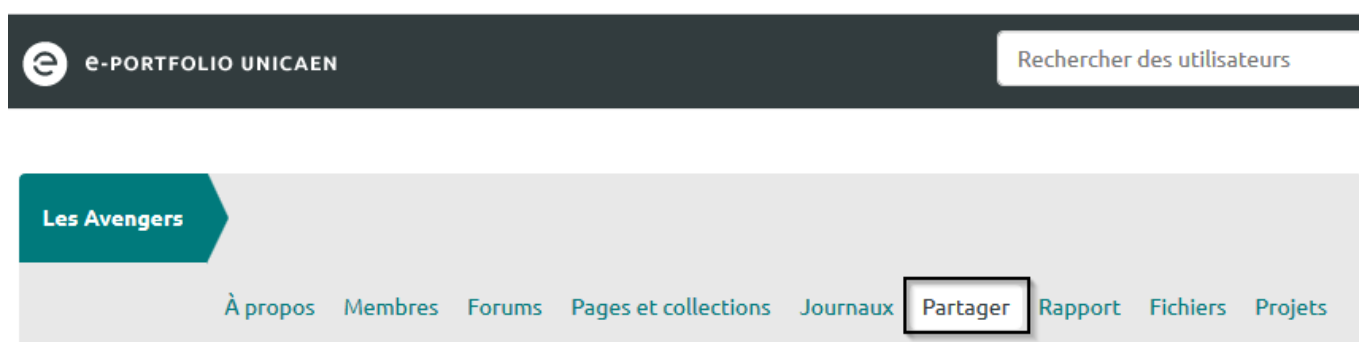 e-PORTFOLIO UNICAEN
Rechercher des utilisateurs
Les Avengers
À propos Membres Forums Pages et collections Journaux Partager Rapport Fichiers Projets